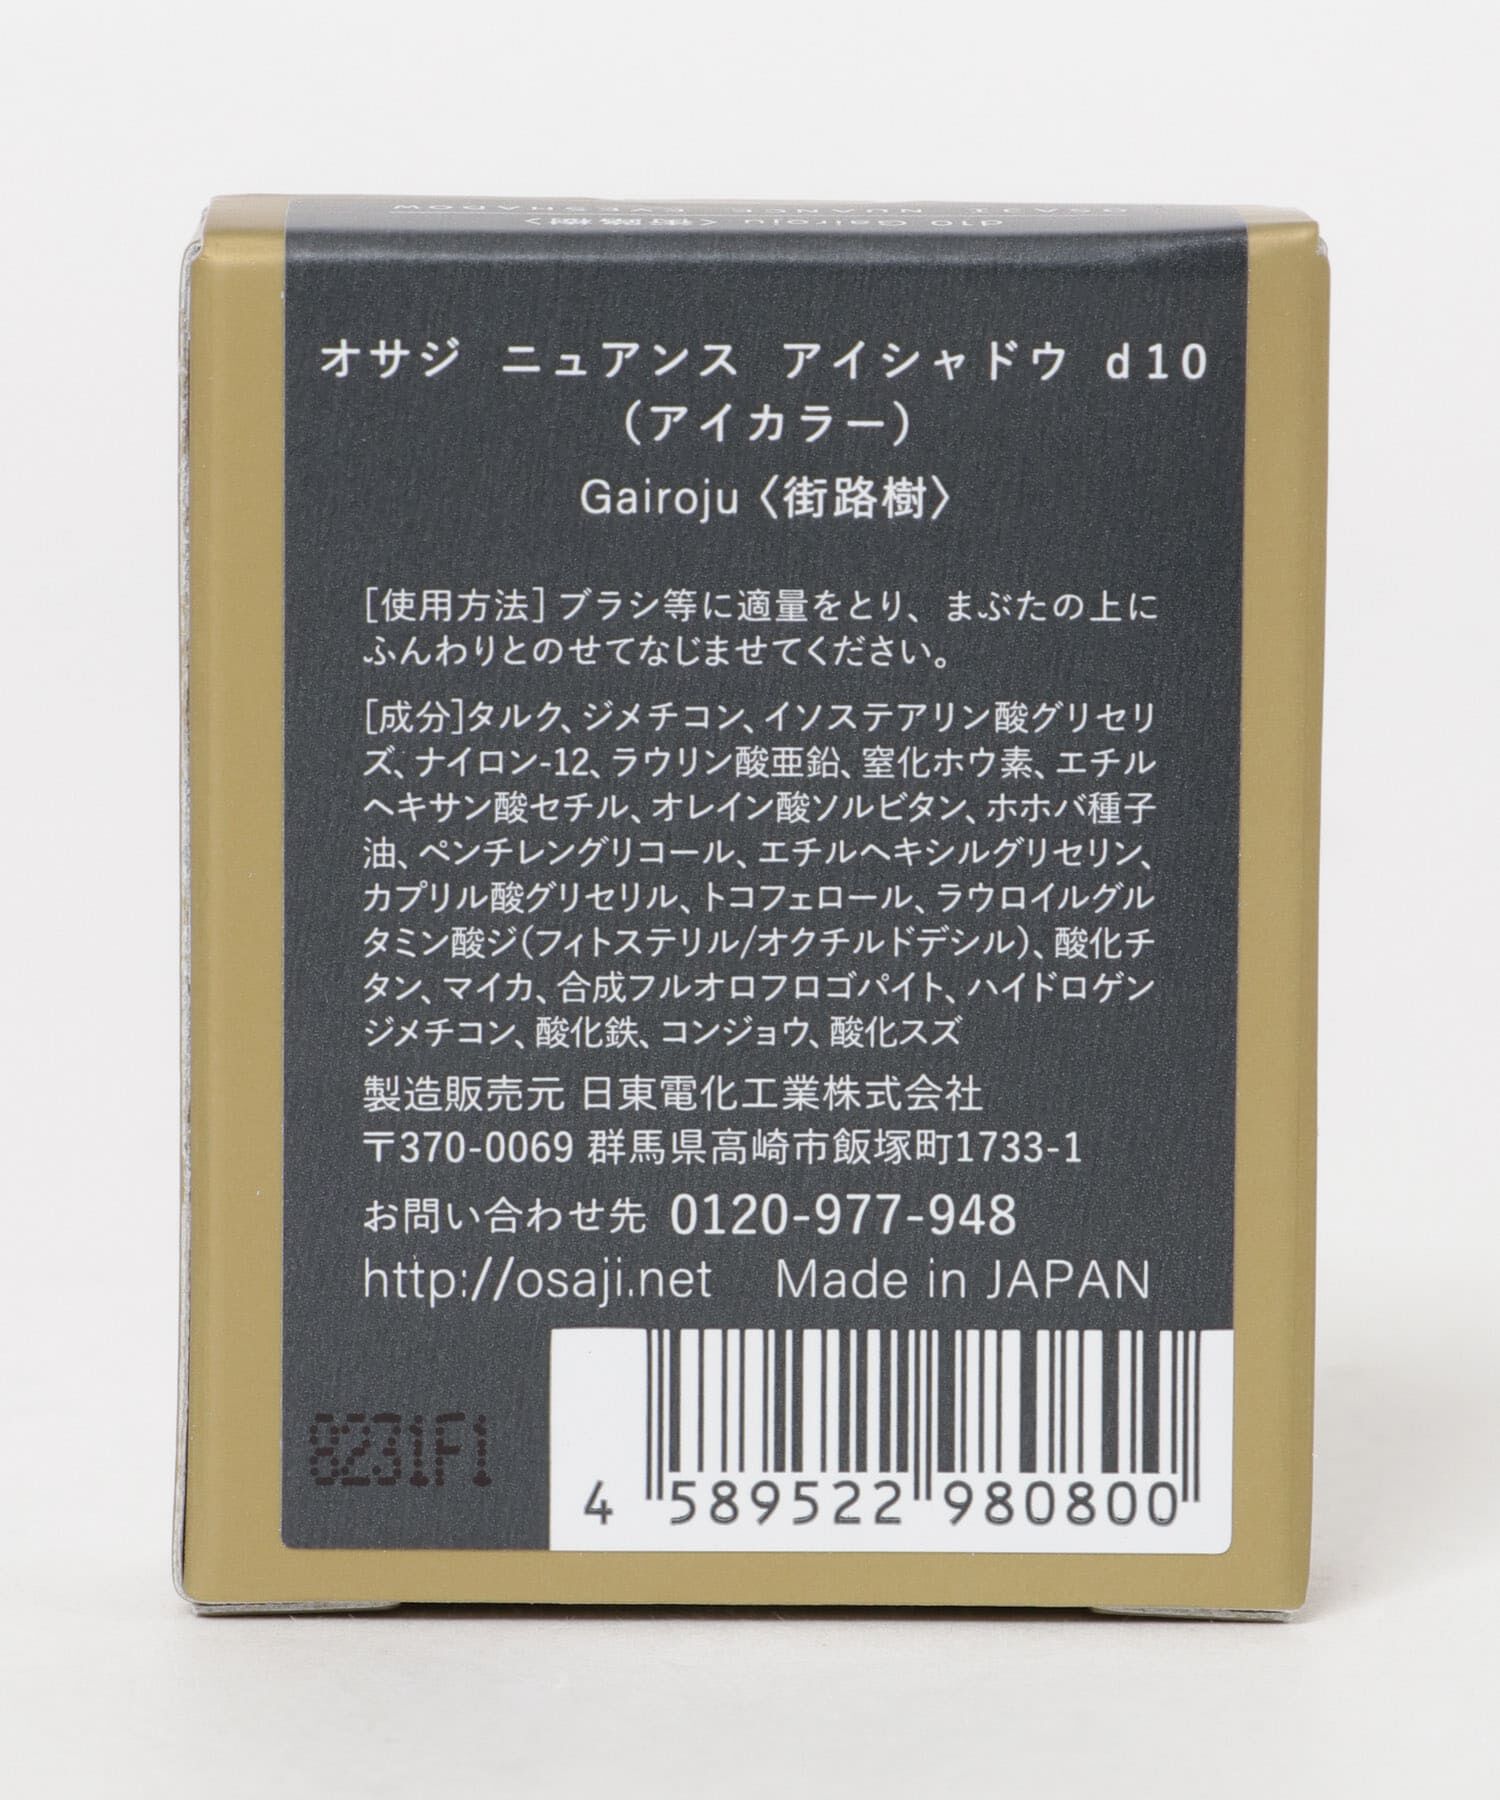 OSAJI NUANCE EYESHADOW
d10 Gairoju〈街路樹〉
オサジ ニュアンス アイシャドウ d10
（アイカラー）
Gairoju〈街路樹〉
［使用方法］ブラシ等に適量をとり、まぶたの上に
ふんわりとのせてなじませてください。
［成分］タルク、ジメチコン、イソステアリン酸グリセリ
ズ、ナイロン-12、ラウリン酸亜鉛、窒化ホウ素、エチル
ヘキサン酸セチル、オレイン酸ソルビタン、ホホバ種子
油、ペンチレングリコール、エチルヘキシルグリセリン、
カプリル酸グリセリル、トコフェロール、ラウロイルグル
タミン酸ジ（フィトステリル/オクチルドデシル）、酸化チ
タン、マイカ、合成フルオロフロゴパイト、ハイドロゲン
ジメチコン、酸化鉄、コンジョウ、酸化スズ
製造販売元 日東電化工業株式会社
〒370-0069 群馬県高崎市飯塚町1733-1
お問い合わせ先 0120-977-948
http://osaji.net Made in JAPAN
8231F1
4 589522 980800